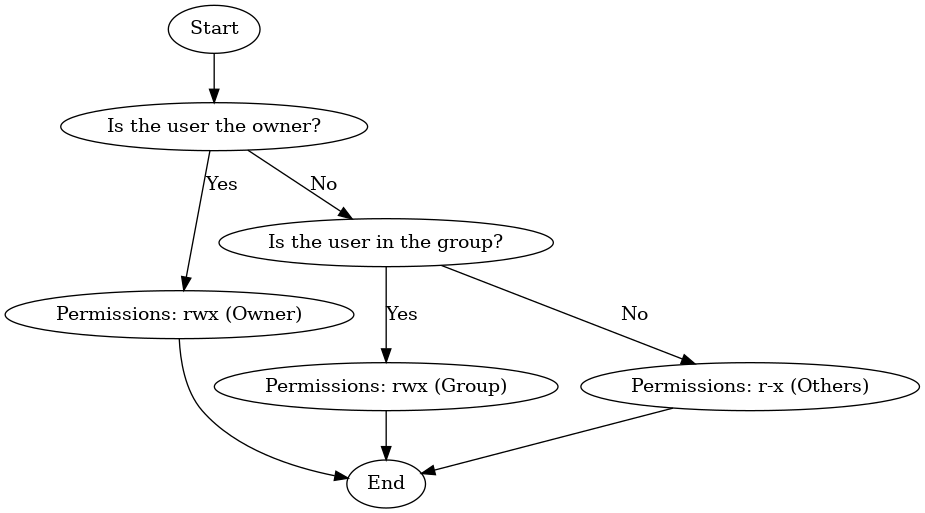 Start
Is the user the owner?
Yes
No
Is the user in the group?
Permissions: rwx (Owner)
Yes
No
Permissions: rwx (Group)
Permissions: r-x (Others)
End